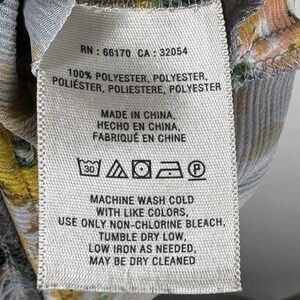 RN : 66170 CA : 32054
100% POLYESTER, POLYESTER,
POLIÉSTER, POLIESTERE, POLYESTER
MADE IN CHINA,
HECHO EN CHINA,
FABRIQUÉ EN CHINE
30 P
MACHINE WASH COLD
WITH LIKE COLORS,
USE ONLY NON-CHLORINE BLEACH,
TUMBLE DRY LOW,
LOW IRON AS NEEDED,
MAY BE DRY CLEANED